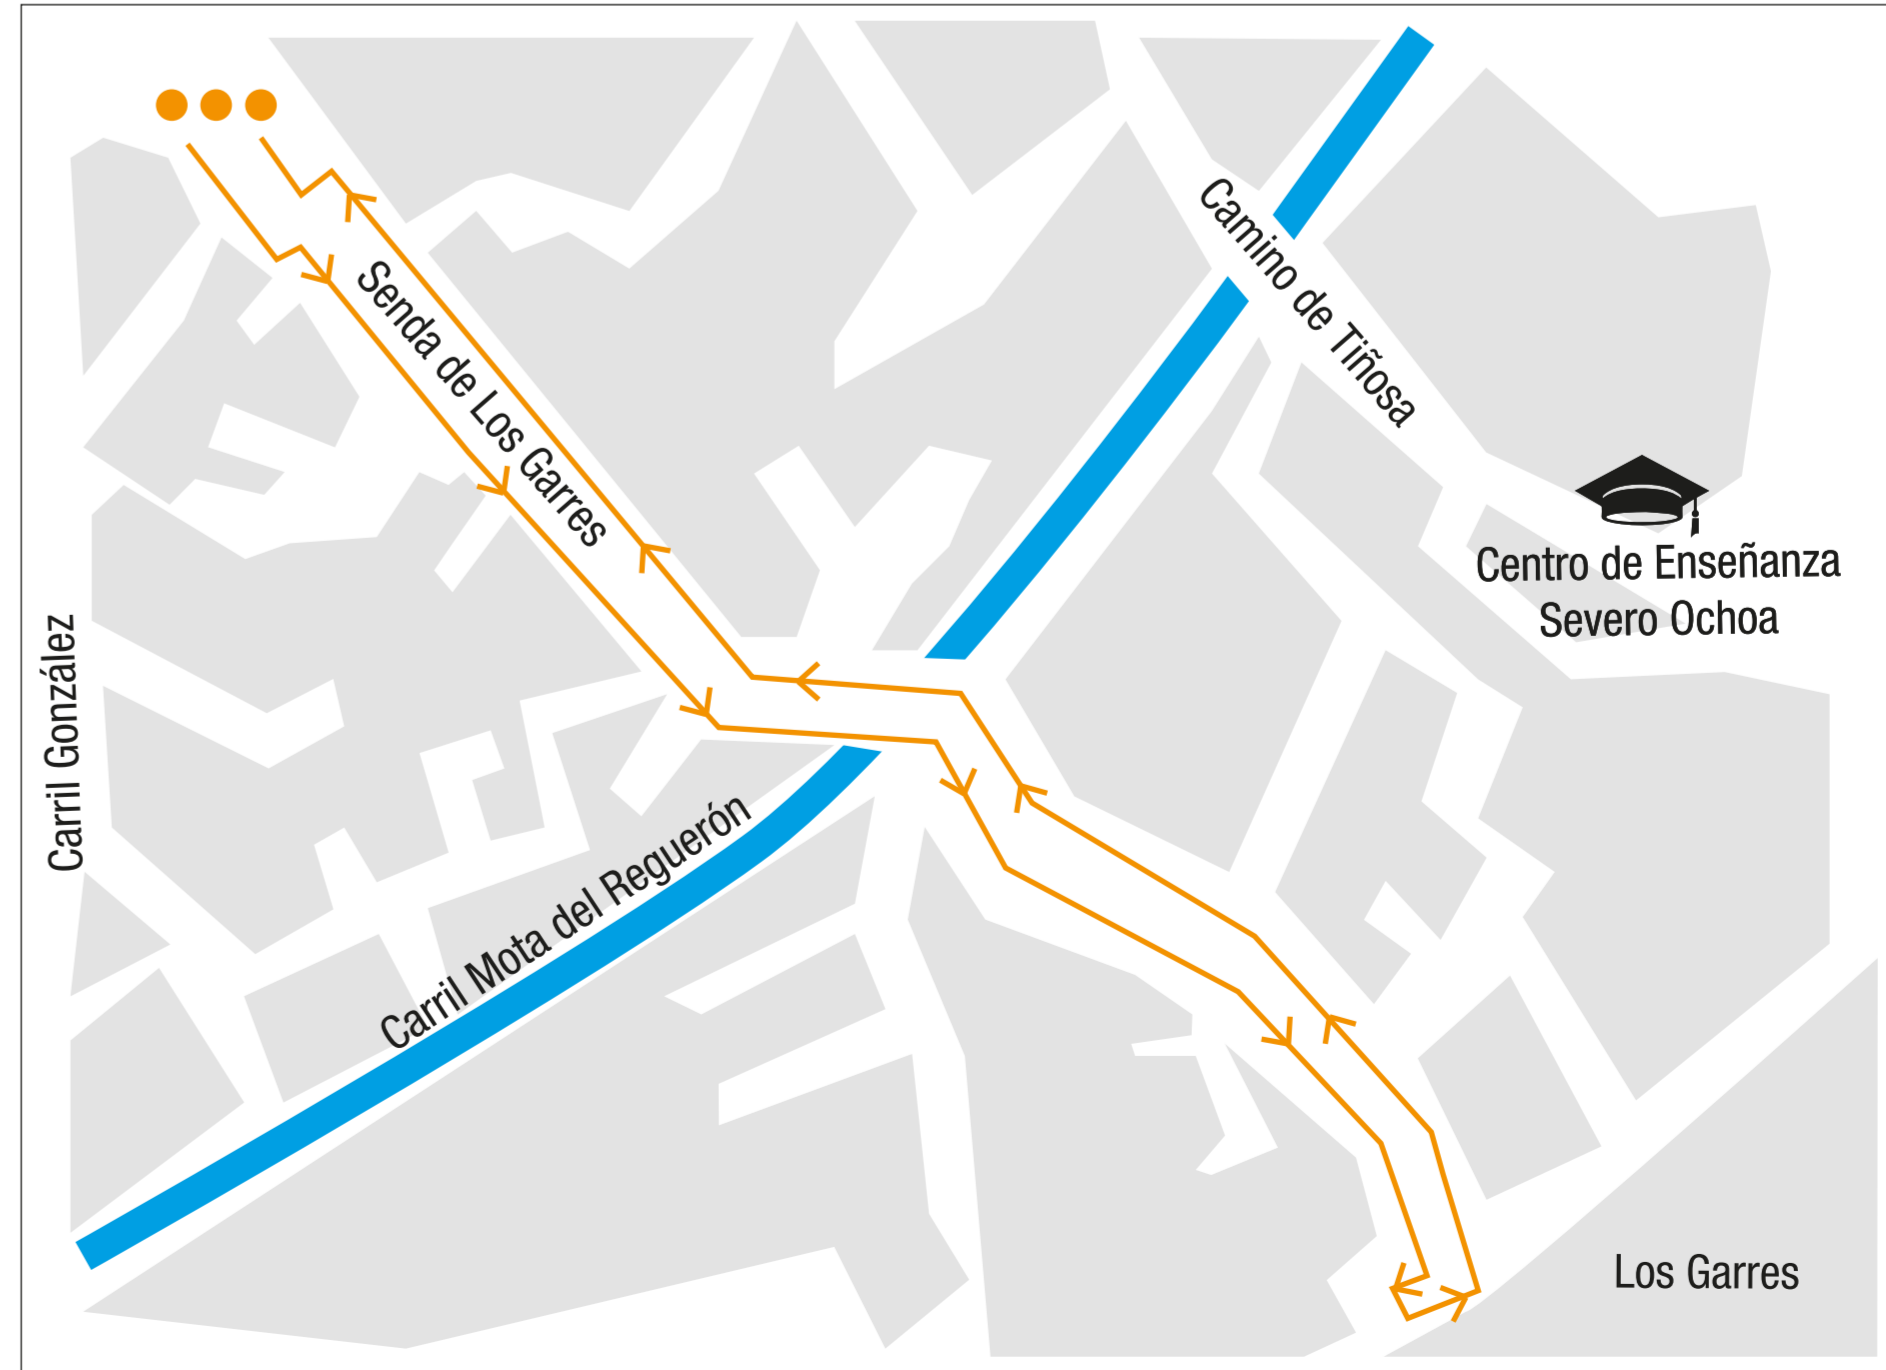 Camino de Tiñosa
Senda de Los Garres
Centro de Enseñanza
Severo Ochoa
Carril González
Carril Mota del Reguerón
Los Garres